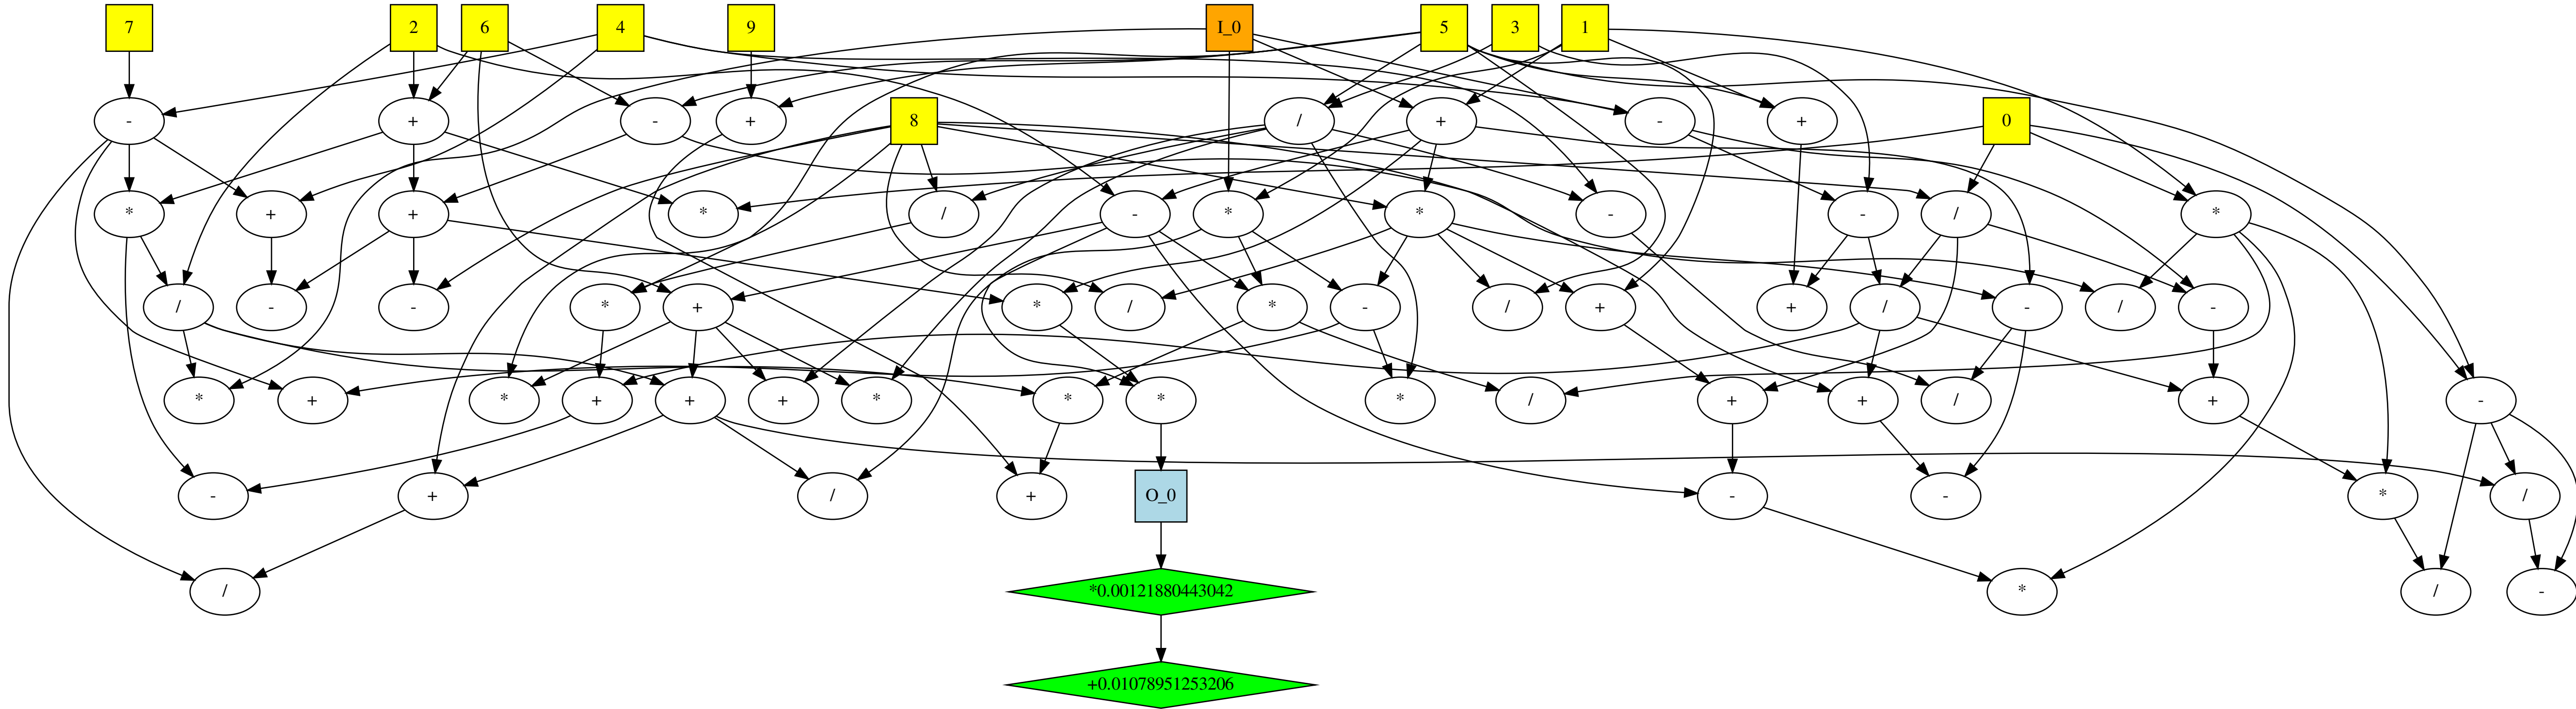 7 2 6 4 9 I_0 5 3 1
- + - + 8 / + - + 0
* + + * / - * * - - / *
/ - - * + * / * - / + + / - / -
* + * + + + * * * * / + + / + -
- + / + O_0 - - * /
/ *0.00121880443042 * / -
+0.01078951253206